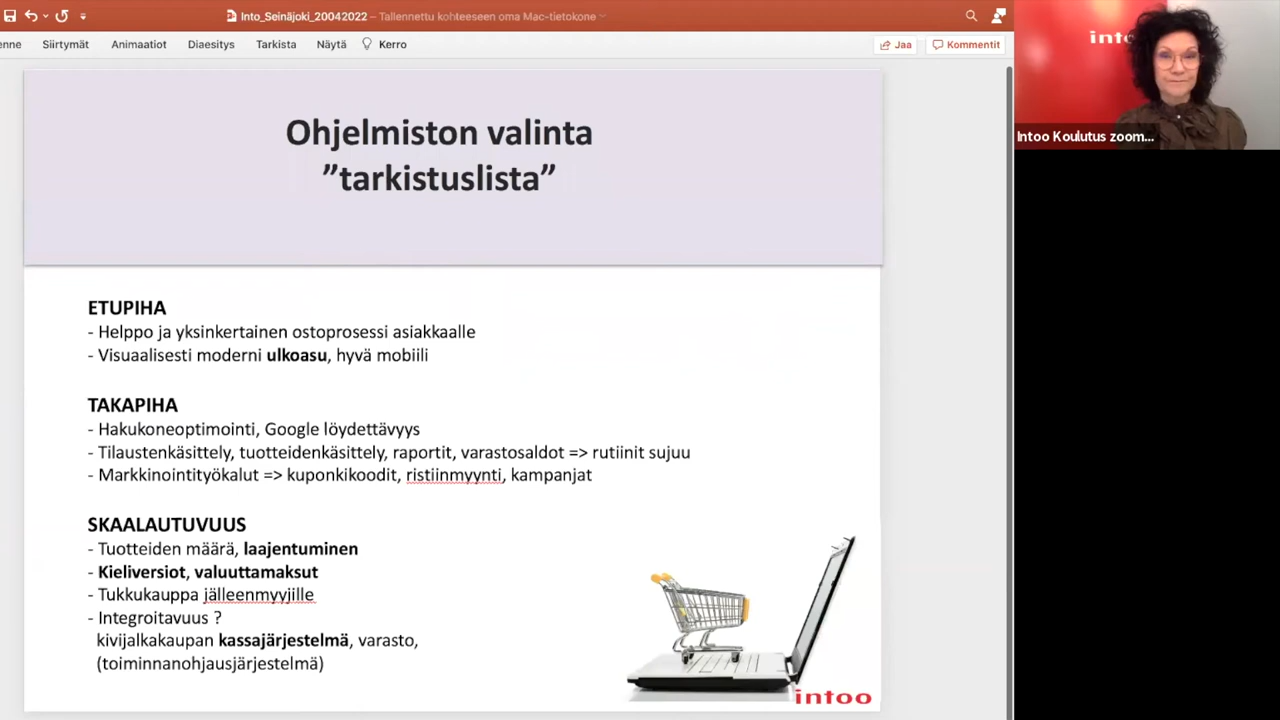 Into_Seinäjoki_20042022 – Tallennettu kohteeseen oma Mac-tietokone
enne Siirtymät Animaatiot Diaesitys Tarkista Näytä Kerro Jaa Kommentit
intoo
Intoo Koulutus zoom...
Ohjelmiston valinta
”tarkistuslista”
ETUPIHA
- Helppo ja yksinkertainen ostoprosessi asiakkaalle
- Visuaalisesti moderni ulkoasu, hyvä mobiili
TAKAPIHA
- Hakukoneoptimointi, Google löydettävyys
- Tilaustenkäsittely, tuotteidenkäsittely, raportit, varastosaldot => rutiinit sujuu
- Markkinointityökalut => kuponkikoodit, ristiinmyynti, kampanjat
SKAALAUTUVUUS
- Tuotteiden määrä, laajentuminen
- Kieliversiot, valuuttamaksut
- Tukkukauppa jälleenmyyjille
- Integroitavuus ?
kivijalkakaupan kassajärjestelmä, varasto,
(toiminnanohjausjärjestelmä)
intoo